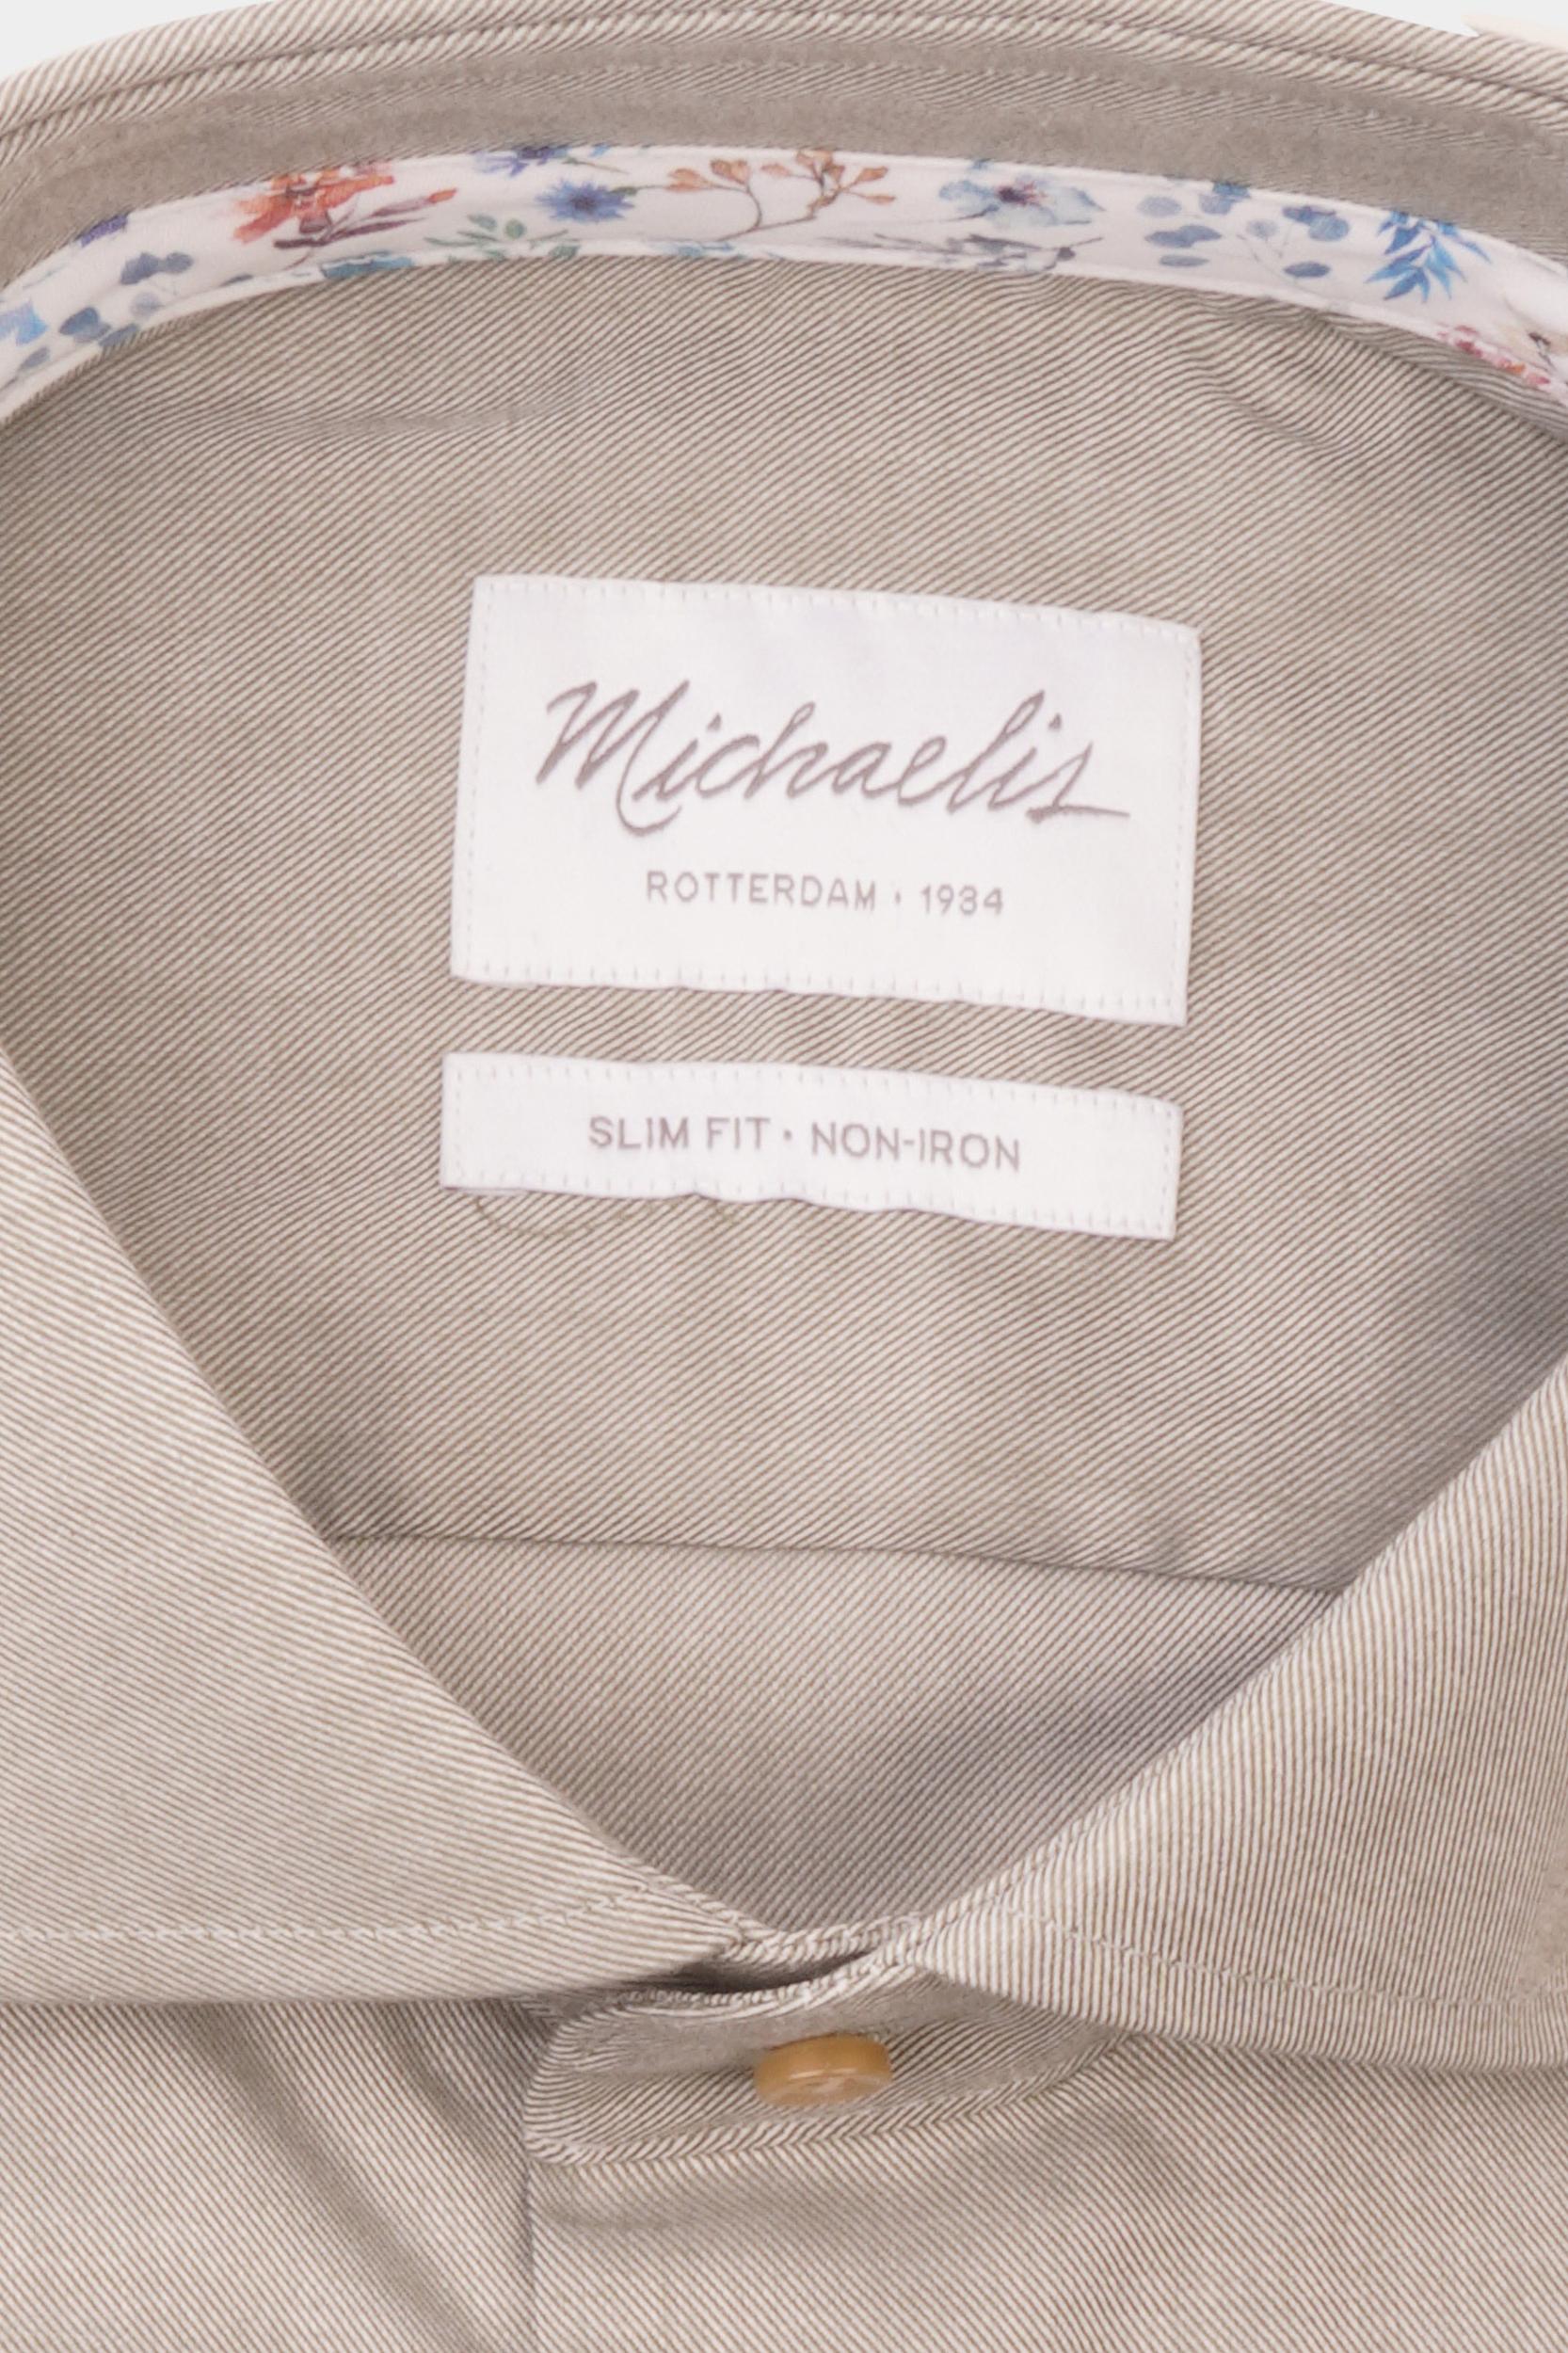 Michaelis
ROTTERDAM · 1934
SLIM FIT · NON-IRON